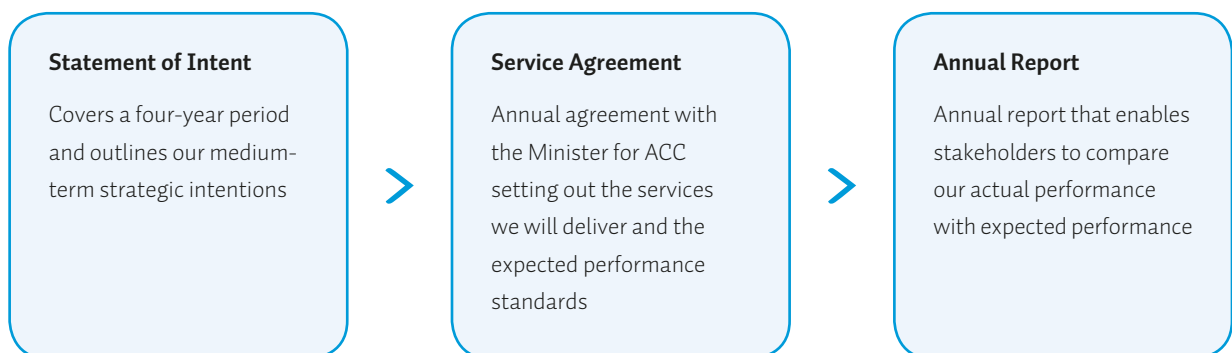 Statement of Intent
Covers a four-year period
and outlines our medium-
term strategic intentions
Service Agreement
Annual agreement with
the Minister for ACC
setting out the services
we will deliver and the
expected performance
standards
Annual Report
Annual report that enables
stakeholders to compare
our actual performance
with expected performance